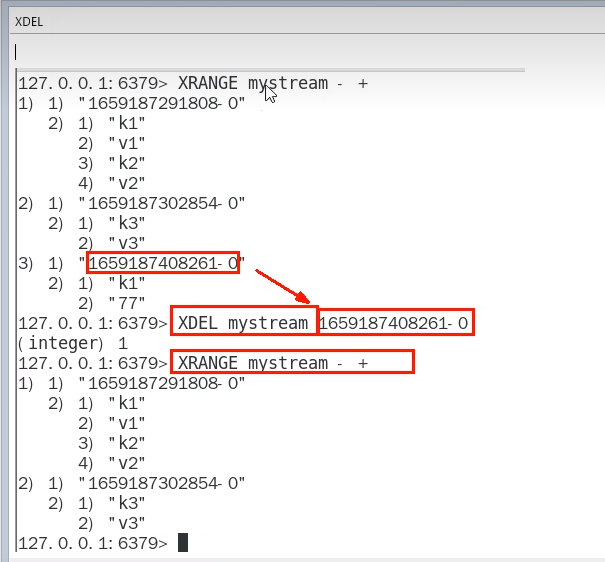 XDEL
127.0.0.1:6379> XRANGE mystream - +
1) 1) "1659187291808-0"
2) 1) "k1"
2) "v1"
3) "k2"
4) "v2"
2) 1) "1659187302854-0"
2) 1) "k3"
2) "v3"
3) 1) "1659187408261-0"
2) 1) "k1"
2) "77"
127.0.0.1:6379> XDEL mystream 1659187408261-0
(integer) 1
127.0.0.1:6379> XRANGE mystream - +
1) 1) "1659187291808-0"
2) 1) "k1"
2) "v1"
3) "k2"
4) "v2"
2) 1) "1659187302854-0"
2) 1) "k3"
2) "v3"
127.0.0.1:6379>